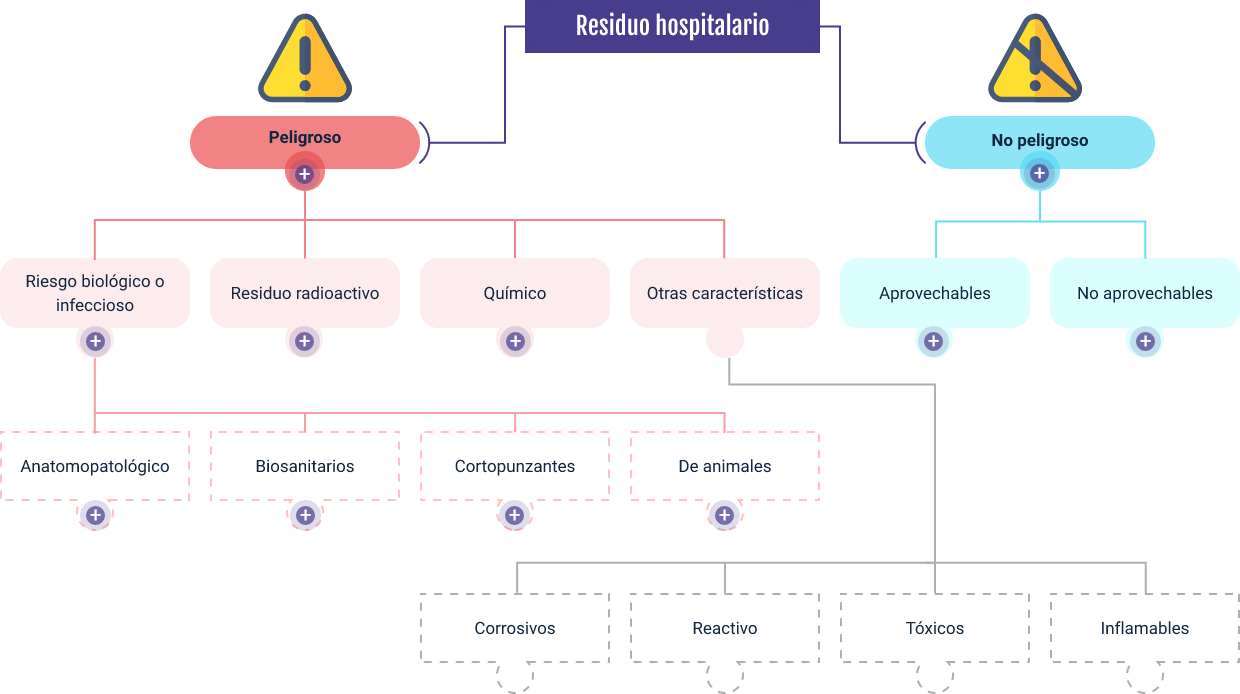 Residuo hospitalario
Peligroso
No peligroso
Riesgo biológico o
infeccioso
Residuo radioactivo
Químico
Otras características
Aprovechables
No aprovechables
Anatomopatológico
Biosanitarios
Cortopunzantes
De animales
Corrosivos
Reactivo
Tóxicos
Inflamables